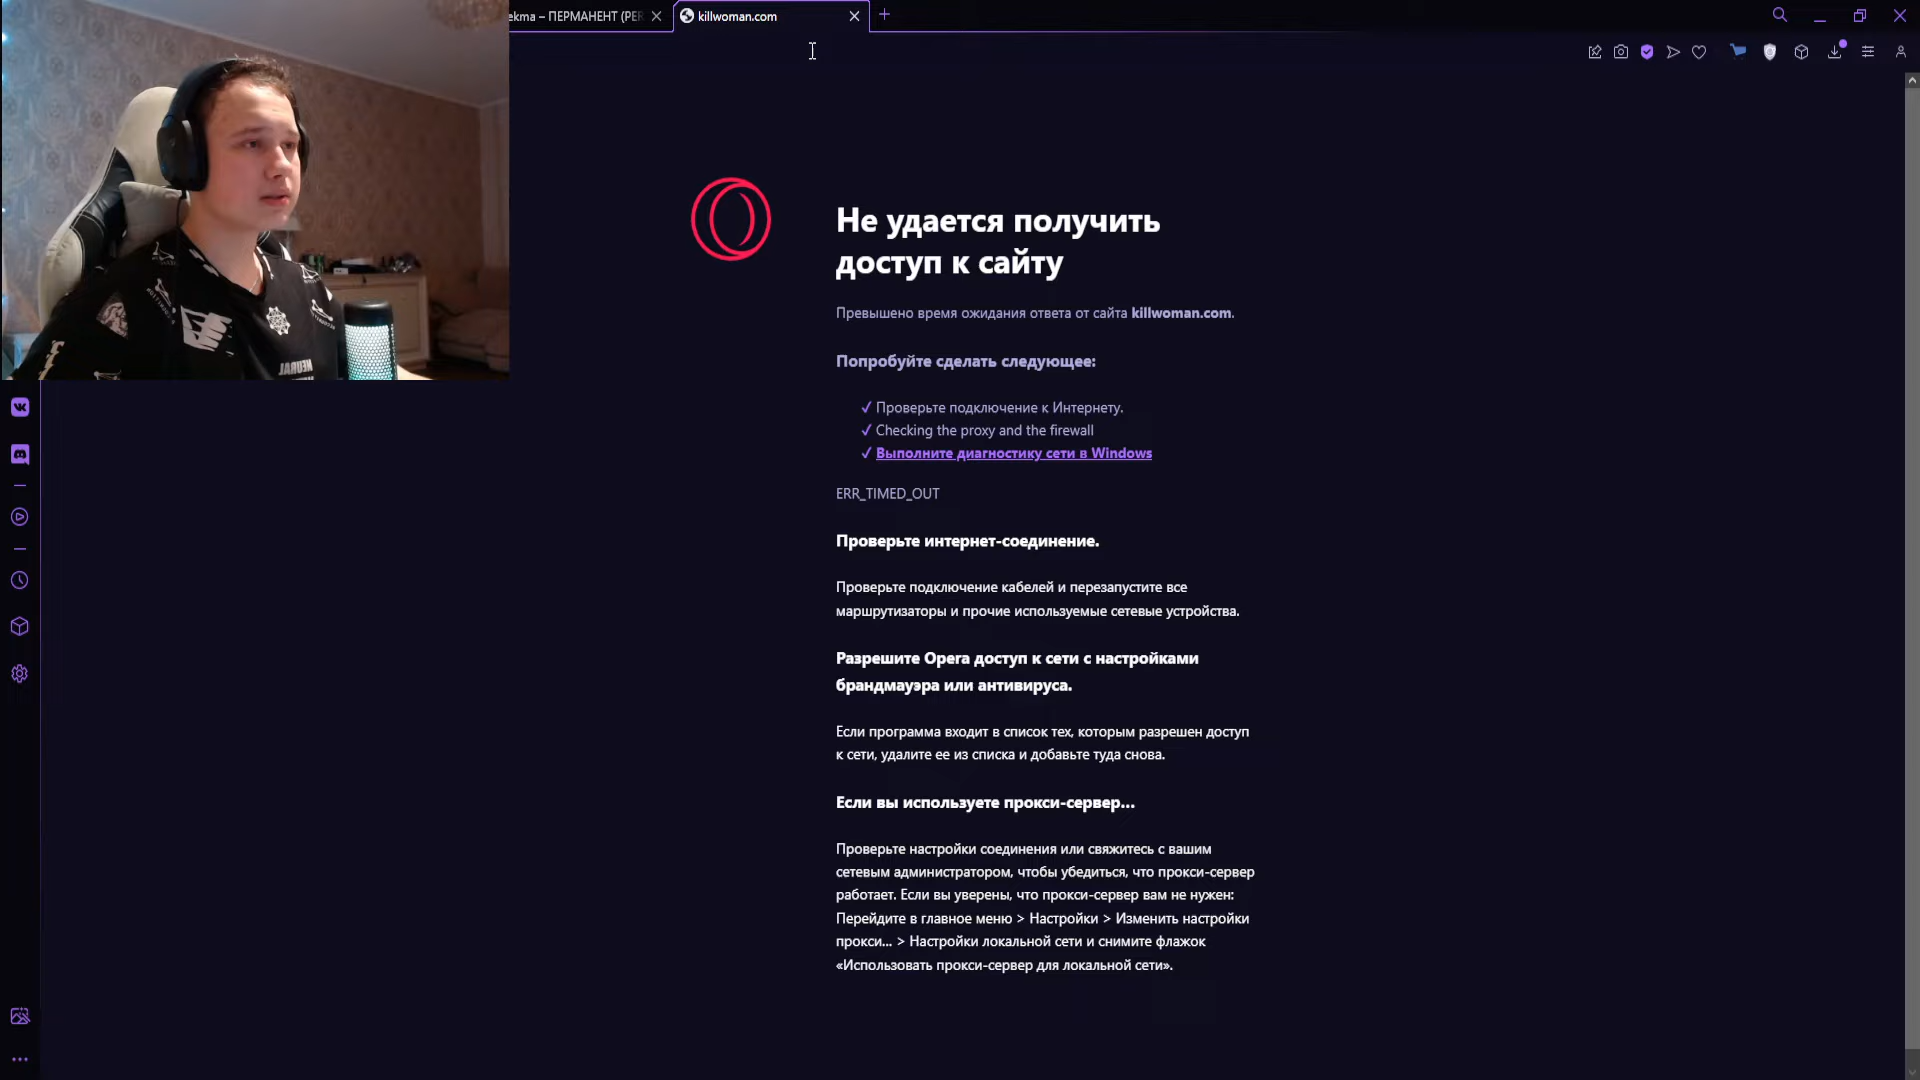 ekma – ПЕРМАНЕНТ (PER
killwoman.com
Не удается получить
доступ к сайту
Превышено время ожидания ответа от сайта killwoman.com.
Попробуйте сделать следующее:
✓ Проверьте подключение к Интернету.
✓ Checking the proxy and the firewall
✓ Выполните диагностику сети в Windows
ERR_TIMED_OUT
Проверьте интернет-соединение.
Проверьте подключение кабелей и перезапустите все
маршрутизаторы и прочие используемые сетевые устройства.
Разрешите Opera доступ к сети с настройками
брандмауэра или антивируса.
Если программа входит в список тех, которым разрешен доступ
к сети, удалите ее из списка и добавьте туда снова.
Если вы используете прокси-сервер...
Проверьте настройки соединения или свяжитесь с вашим
сетевым администратором, чтобы убедиться, что прокси-сервер
работает. Если вы уверены, что прокси-сервер вам не нужен:
Перейдите в главное меню > Настройки > Изменить настройки
прокси... > Настройки локальной сети и снимите флажок
«Использовать прокси-сервер для локальной сети».